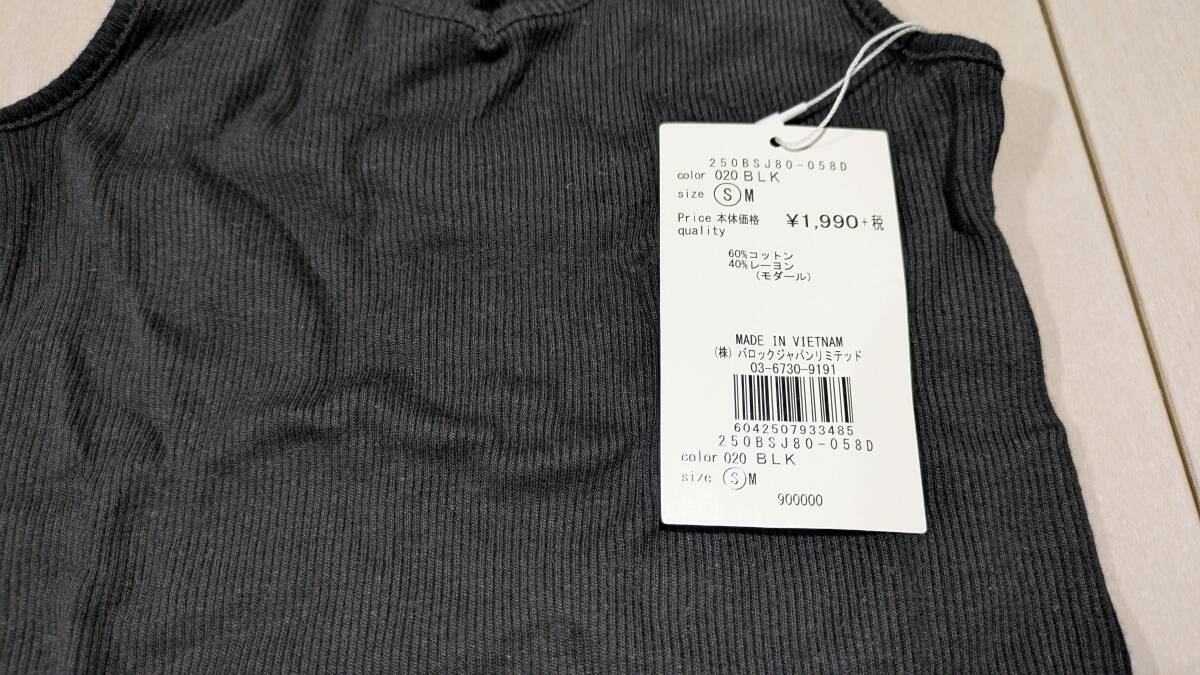 250BSJ80-058D
color 020 BLK
size Ⓢ M
Price 本体価格 ¥1,990+税
quality
60%コットン
40%レーヨン
(モダール)
MADE IN VIETNAM
(株) バロックジャパンリミテッド
03-6730-9191
6042507933485
250BSJ80-058D
color 020 BLK
size Ⓢ M
900000